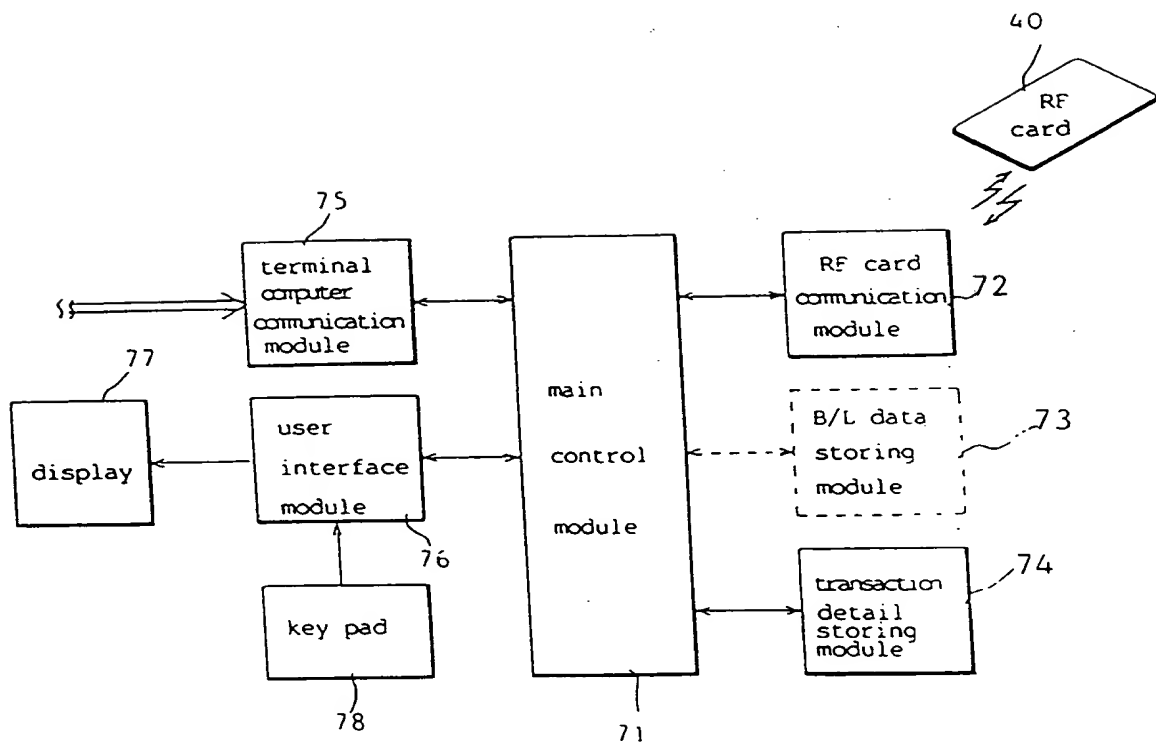 40
RF
card
75
terminal
computer
communication
module
RF card
communication
module
72
77
main
control
module
user
interface
module
B/L data
storing
module
73
display
76
74
transaction
detail
storing
module
key pad
78
71